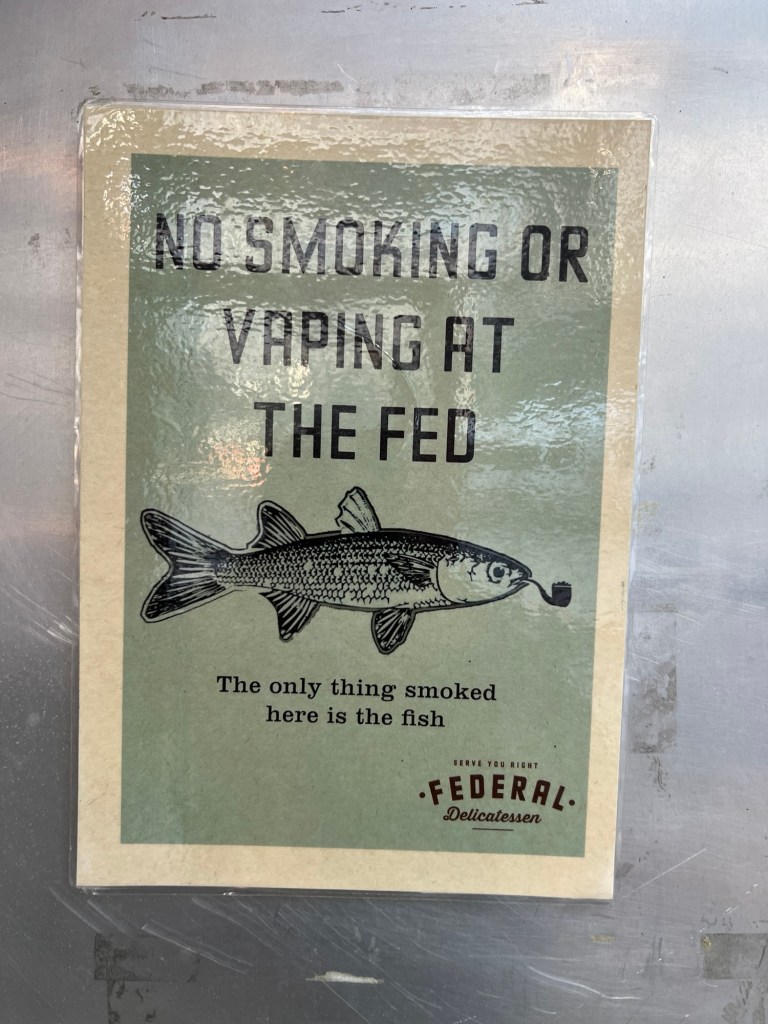 NO SMOKING OR
VAPING AT
THE FED
The only thing smoked
here is the fish
SERVE YOU RIGHT
FEDERAL
Delicatessen